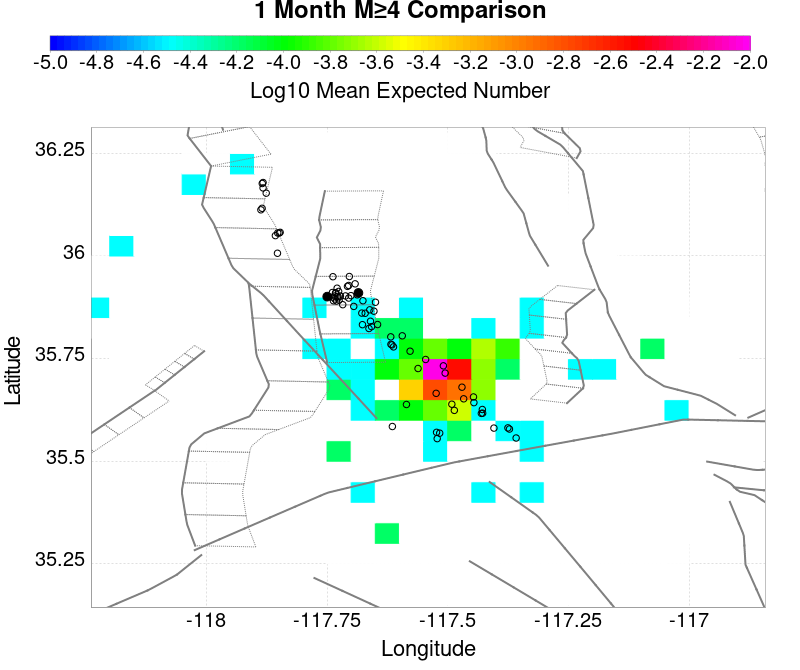 1 Month M≥4 Comparison
-5.0 -4.8 -4.6 -4.4 -4.2 -4.0 -3.8 -3.6 -3.4 -3.2 -3.0 -2.8 -2.6 -2.4 -2.2 -2.0
Log10 Mean Expected Number
36.25
36
35.75
35.5
35.25
Latitude
-118 -117.75 -117.5 -117.25 -117
Longitude